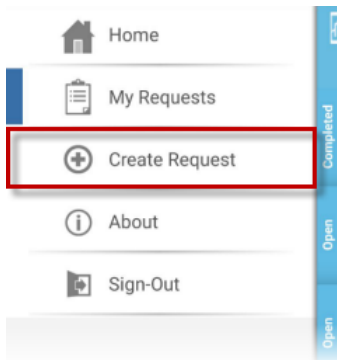 Home
My Requests
Create Request
About
Sign-Out
Completed
Open
Open